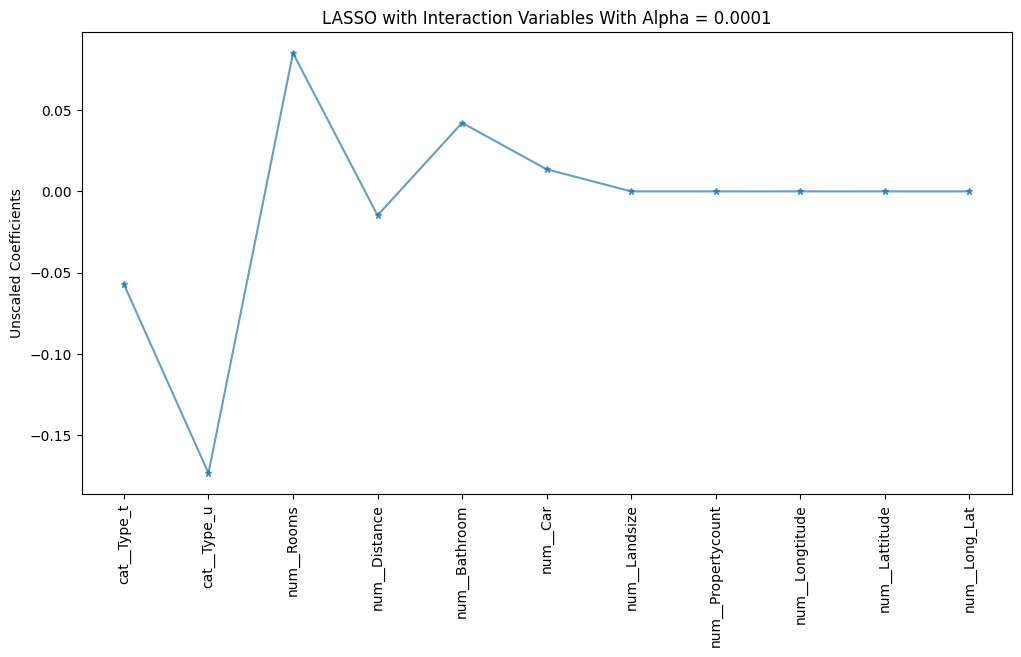 LASSO with Interaction Variables With Alpha = 0.0001
Unscaled Coefficients
0.05
0.00
−0.05
−0.10
−0.15
cat__Type_t
cat__Type_u
num__Rooms
num__Distance
num__Bathroom
num__Car
num__Landsize
num__Propertycount
num__Longtitude
num__Lattitude
num__Long_Lat